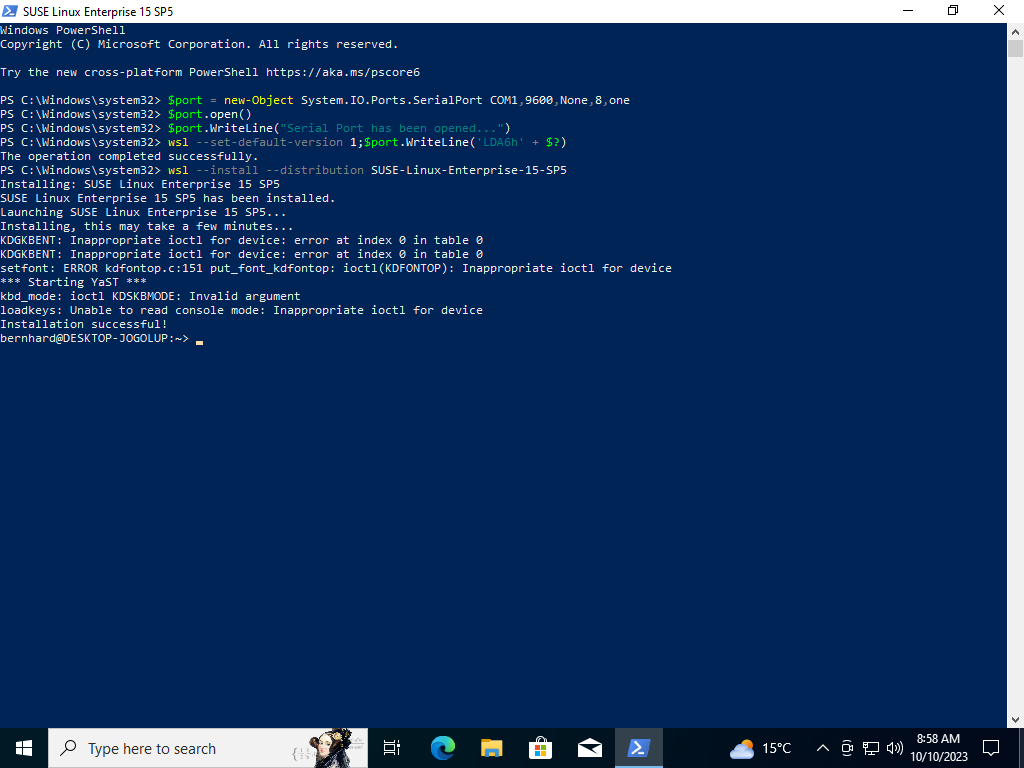 SUSE Linux Enterprise 15 SP5
Windows PowerShell
Copyright (C) Microsoft Corporation. All rights reserved.
Try the new cross-platform PowerShell https://aka.ms/pscore6
PS C:\Windows\system32> $port = new-Object System.IO.Ports.SerialPort COM1,9600,None,8,one
PS C:\Windows\system32> $port.open()
PS C:\Windows\system32> $port.WriteLine("Serial Port has been opened...")
PS C:\Windows\system32> wsl --set-default-version 1;$port.WriteLine('LDA6h' + $?)
The operation completed successfully.
PS C:\Windows\system32> wsl --install --distribution SUSE-Linux-Enterprise-15-SP5
Installing: SUSE Linux Enterprise 15 SP5
SUSE Linux Enterprise 15 SP5 has been installed.
Launching SUSE Linux Enterprise 15 SP5...
Installing, this may take a few minutes...
KDGKBENT: Inappropriate ioctl for device: error at index 0 in table 0
KDGKBENT: Inappropriate ioctl for device: error at index 0 in table 0
setfont: ERROR kdfontop.c:151 put_font_kdfontop: ioctl(KDFONTOP): Inappropriate ioctl for device
*** Starting YaST ***
kbd_mode: ioctl KDSKBMODE: Invalid argument
loadkeys: Unable to read console mode: Inappropriate ioctl for device
Installation successful!
bernhard@DESKTOP-JOGOLUP:~>
Type here to search
15°C
8:58 AM
10/10/2023